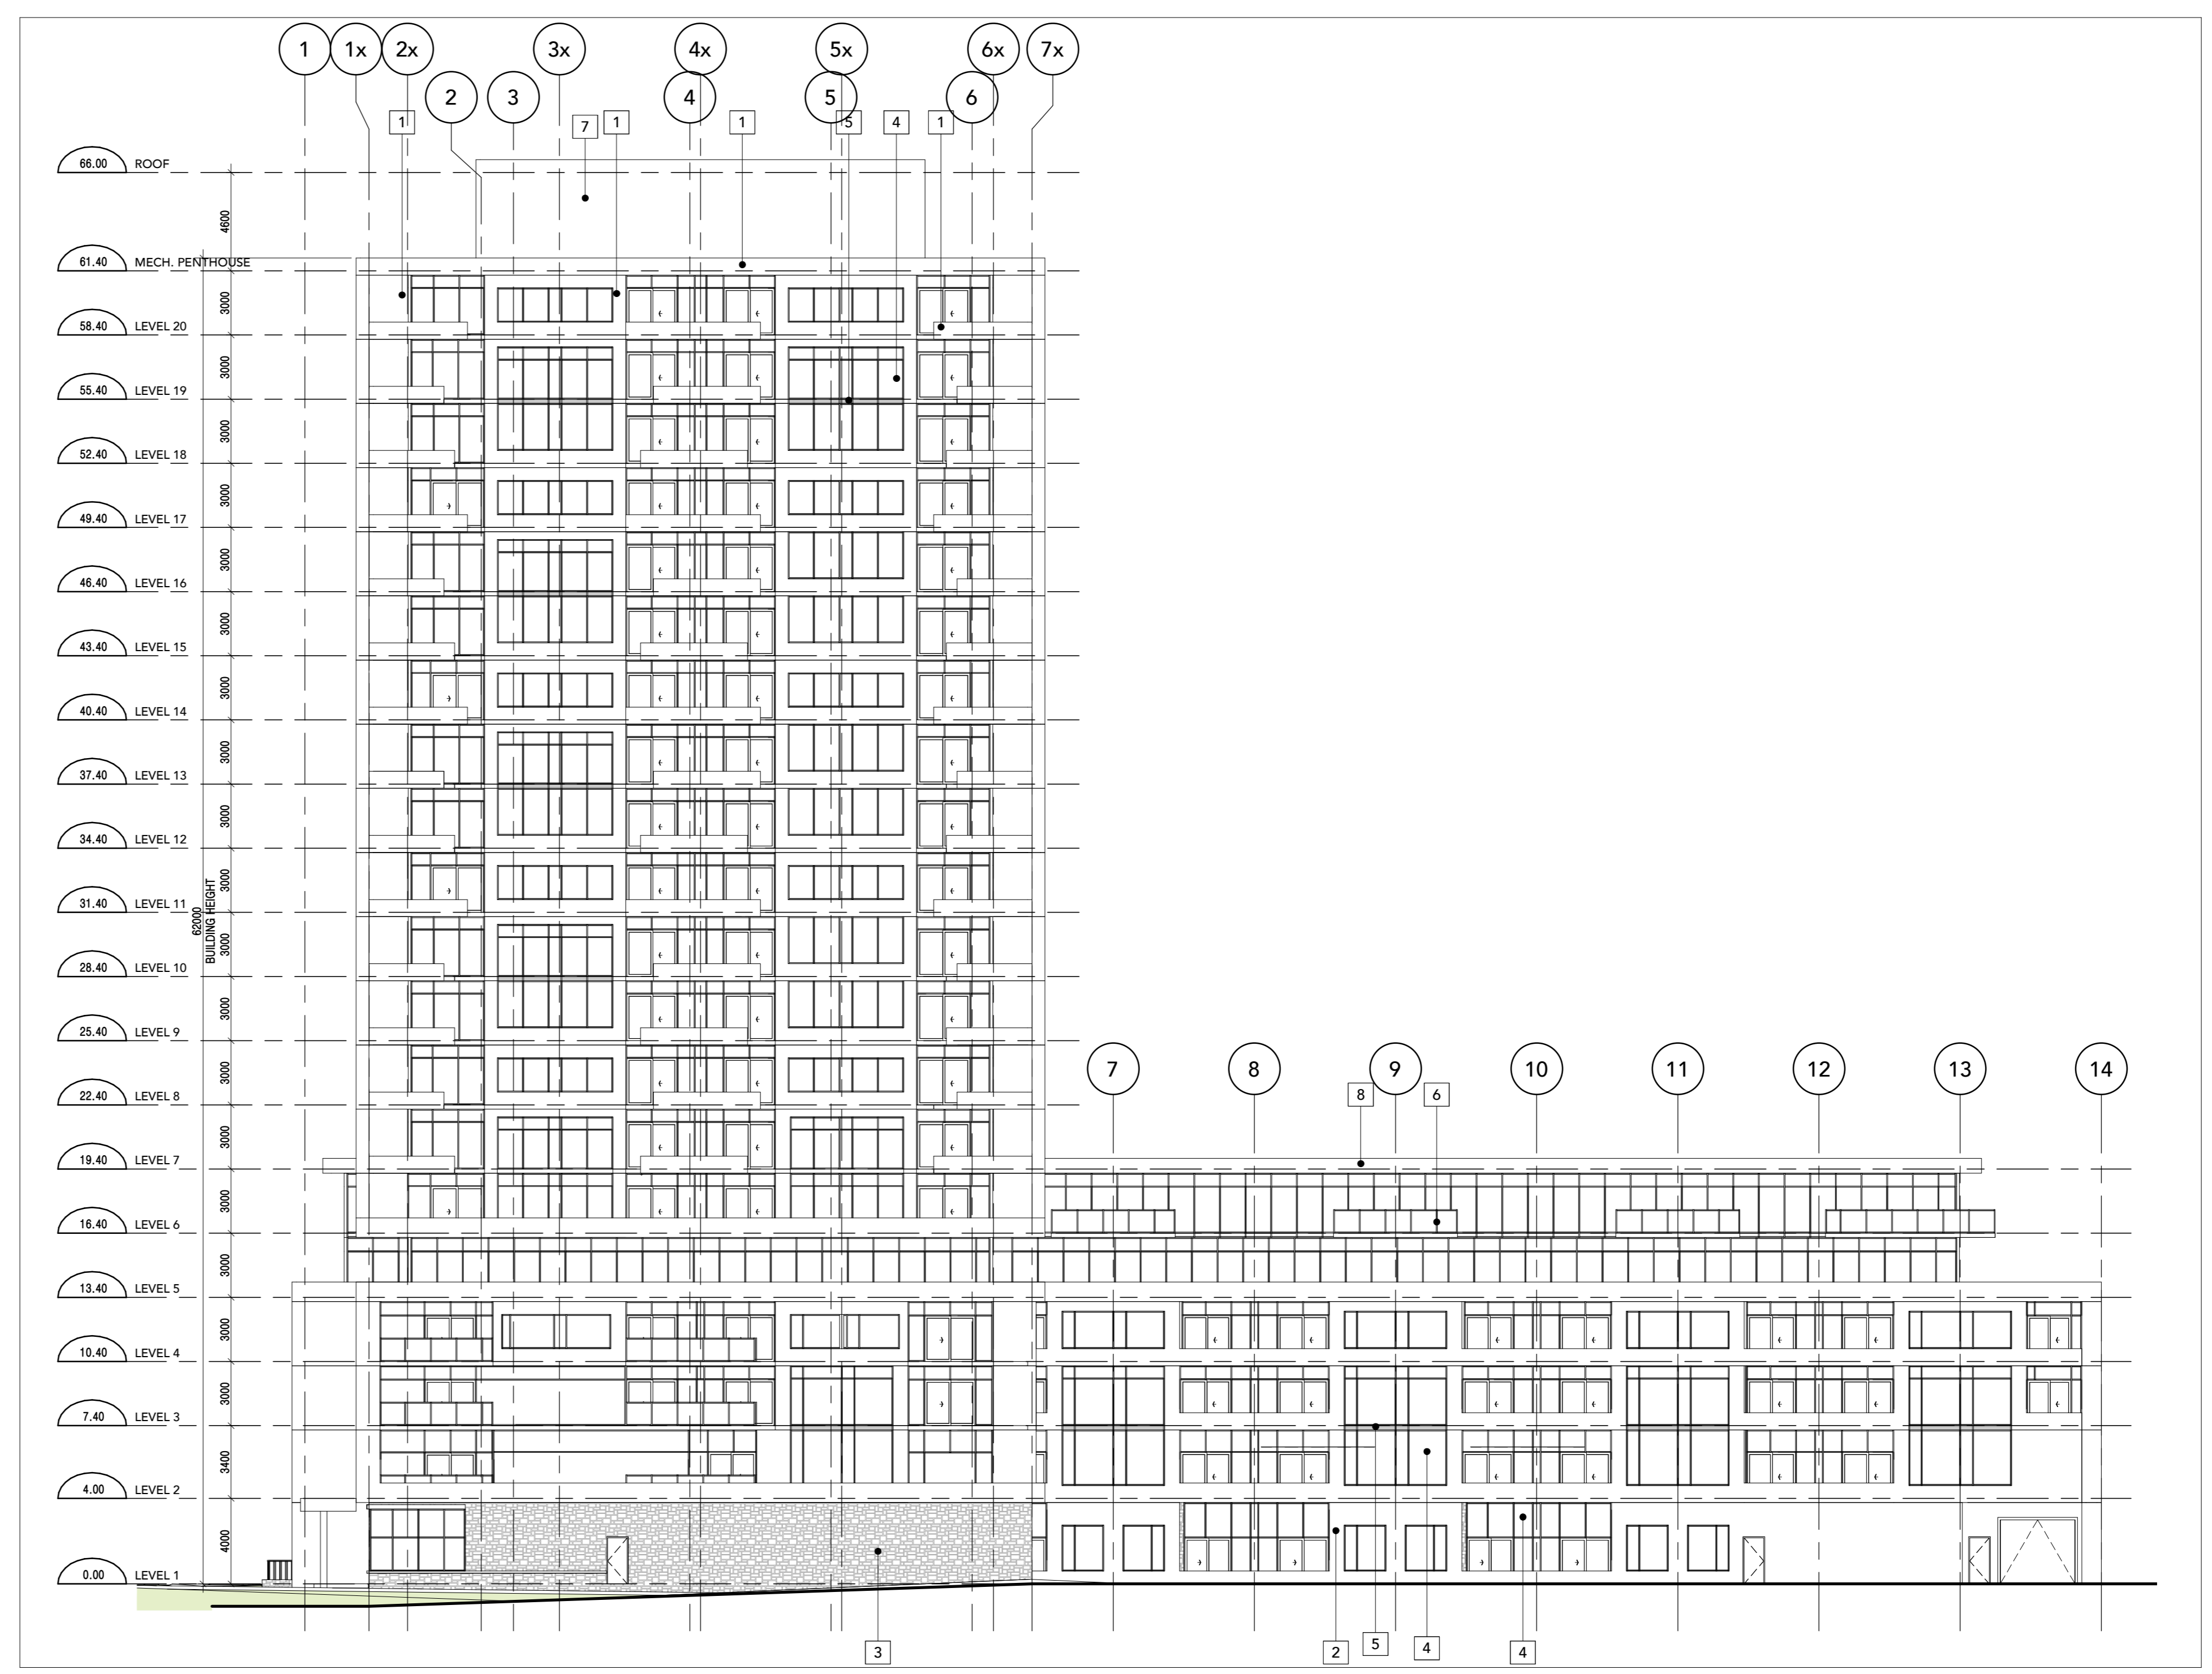 1 1x 2x 3x 4x 5x 6x 7x
2 3 4 5 6
1 7 1 1 5 4 1
66.00 ROOF
4600
61.40 MECH. PENTHOUSE
3000
58.40 LEVEL 20
3000
55.40 LEVEL 19
3000
52.40 LEVEL 18
3000
49.40 LEVEL 17
3000
46.40 LEVEL 16
3000
43.40 LEVEL 15
3000
40.40 LEVEL 14
3000
37.40 LEVEL 13
3000
34.40 LEVEL 12
3000
31.40 LEVEL 11
62000
BUILDING HEIGHT
3000
28.40 LEVEL 10
3000
25.40 LEVEL 9
3000
22.40 LEVEL 8
7 8 9 10 11 12 13 14
8 6
3000
19.40 LEVEL 7
3000
16.40 LEVEL 6
3000
13.40 LEVEL 5
3000
10.40 LEVEL 4
3000
7.40 LEVEL 3
3400
4.00 LEVEL 2
4000
0.00 LEVEL 1
3 2 5 4 4